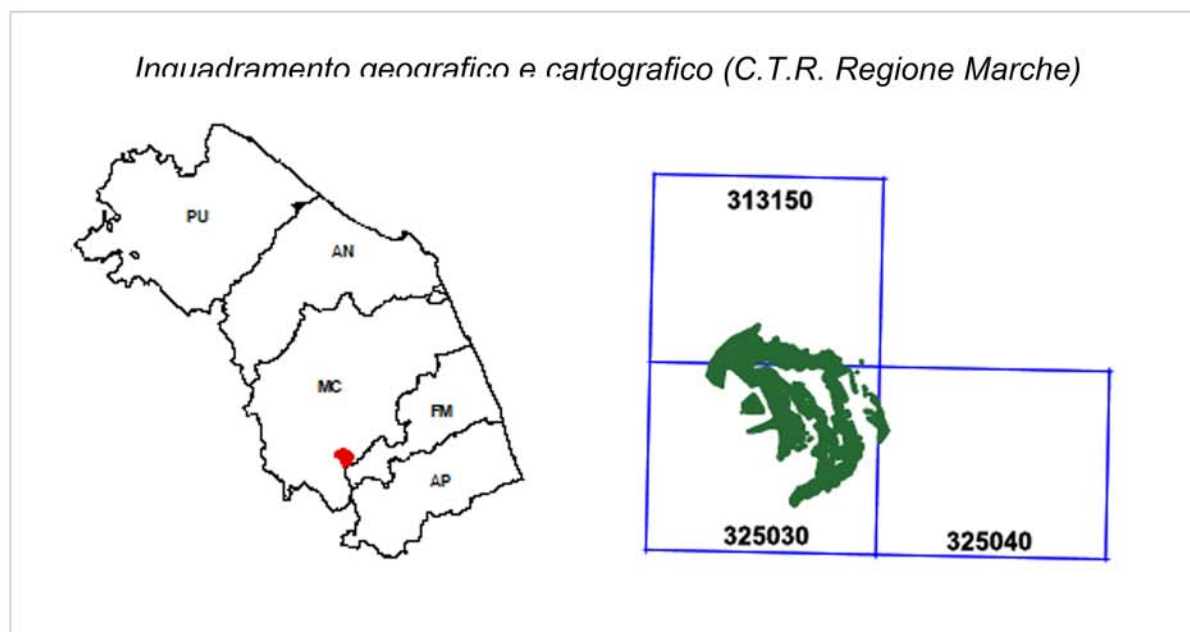 Inquadramento geografico e cartografico (C.T.R. Regione Marche)
313150
PU
AN
MC
FM
AP
325030 325040